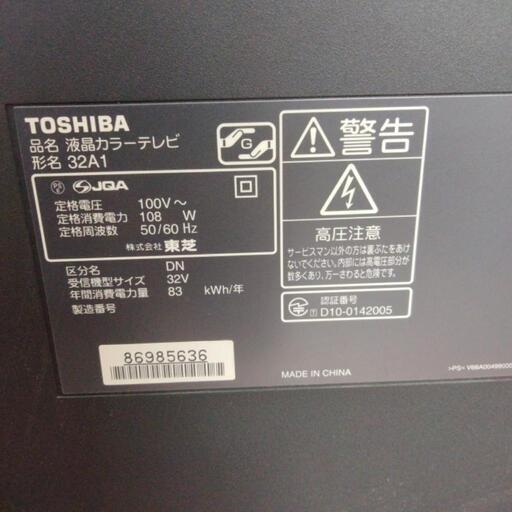 TOSHIBA
品名 液晶カラーテレビ
形名 32A1
G
JQA
定格電圧 100V～
定格消費電力 108 W
定格周波数 50/60 Hz
株式会社 東芝
区分名 DN
受信機型サイズ 32V
年間消費電力量 83 kWh/年
製造番号
86985636
警告
高圧注意
サービスマン以外の方は裏ぶたをあけ
ないでください。内部には高電圧部分が
数多くあり、万一さわると危険です。
認証番号
D10-0142005
MADE IN CHINA